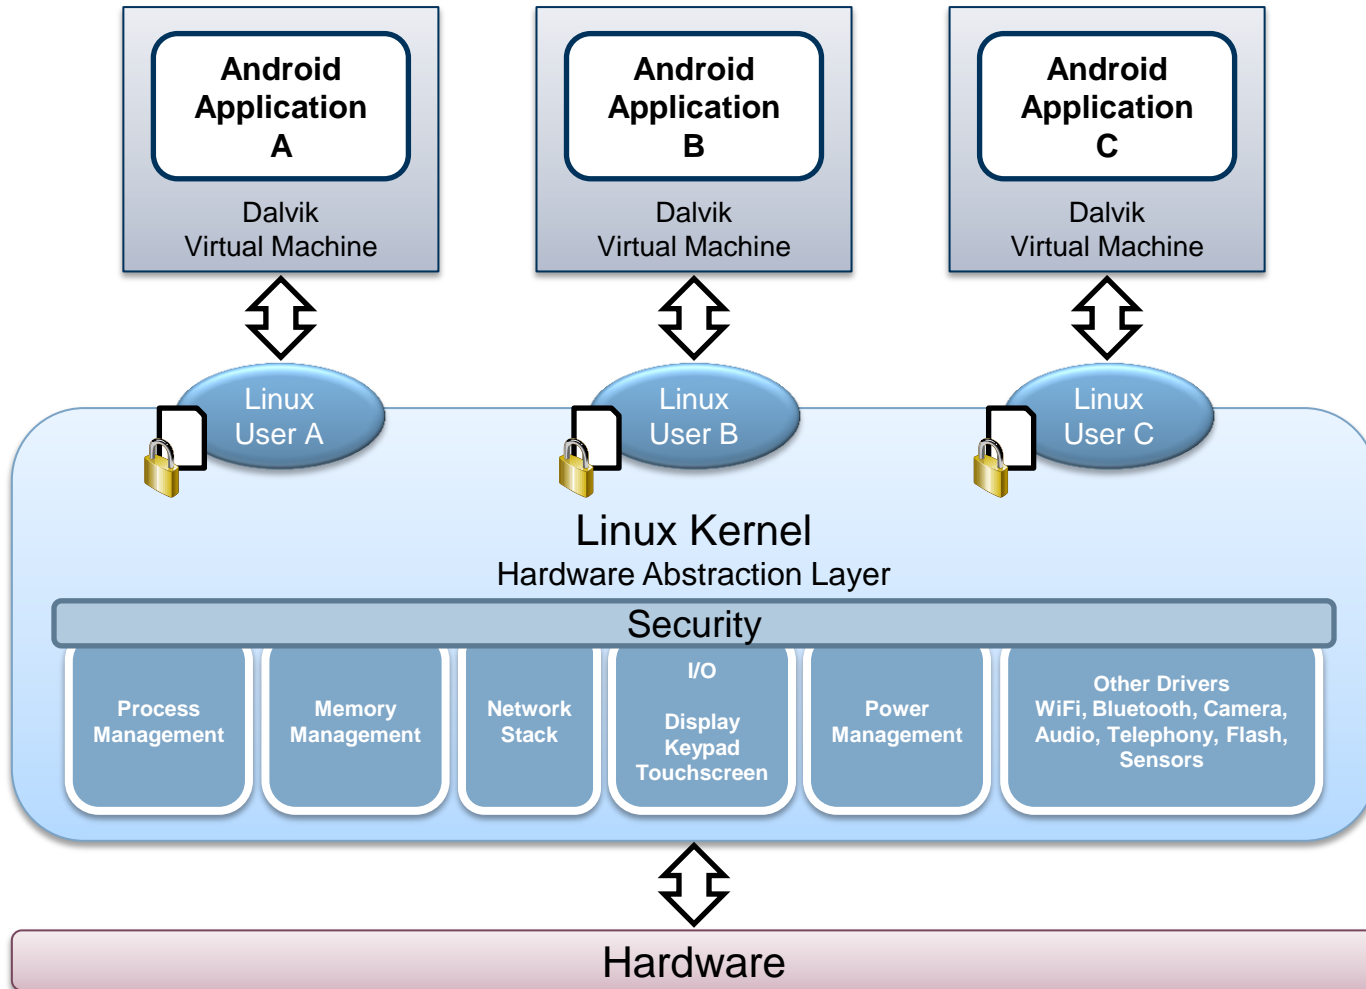 Android
Application
A
Dalvik
Virtual Machine
Android
Application
B
Dalvik
Virtual Machine
Android
Application
C
Dalvik
Virtual Machine
Linux
User A
Linux
User B
Linux
User C
Linux Kernel
Hardware Abstraction Layer
Security
Process
Management
Memory
Management
Network
Stack
I/O
Display
Keypad
Touchscreen
Power
Management
Other Drivers
WiFi, Bluetooth, Camera,
Audio, Telephony, Flash,
Sensors
Hardware